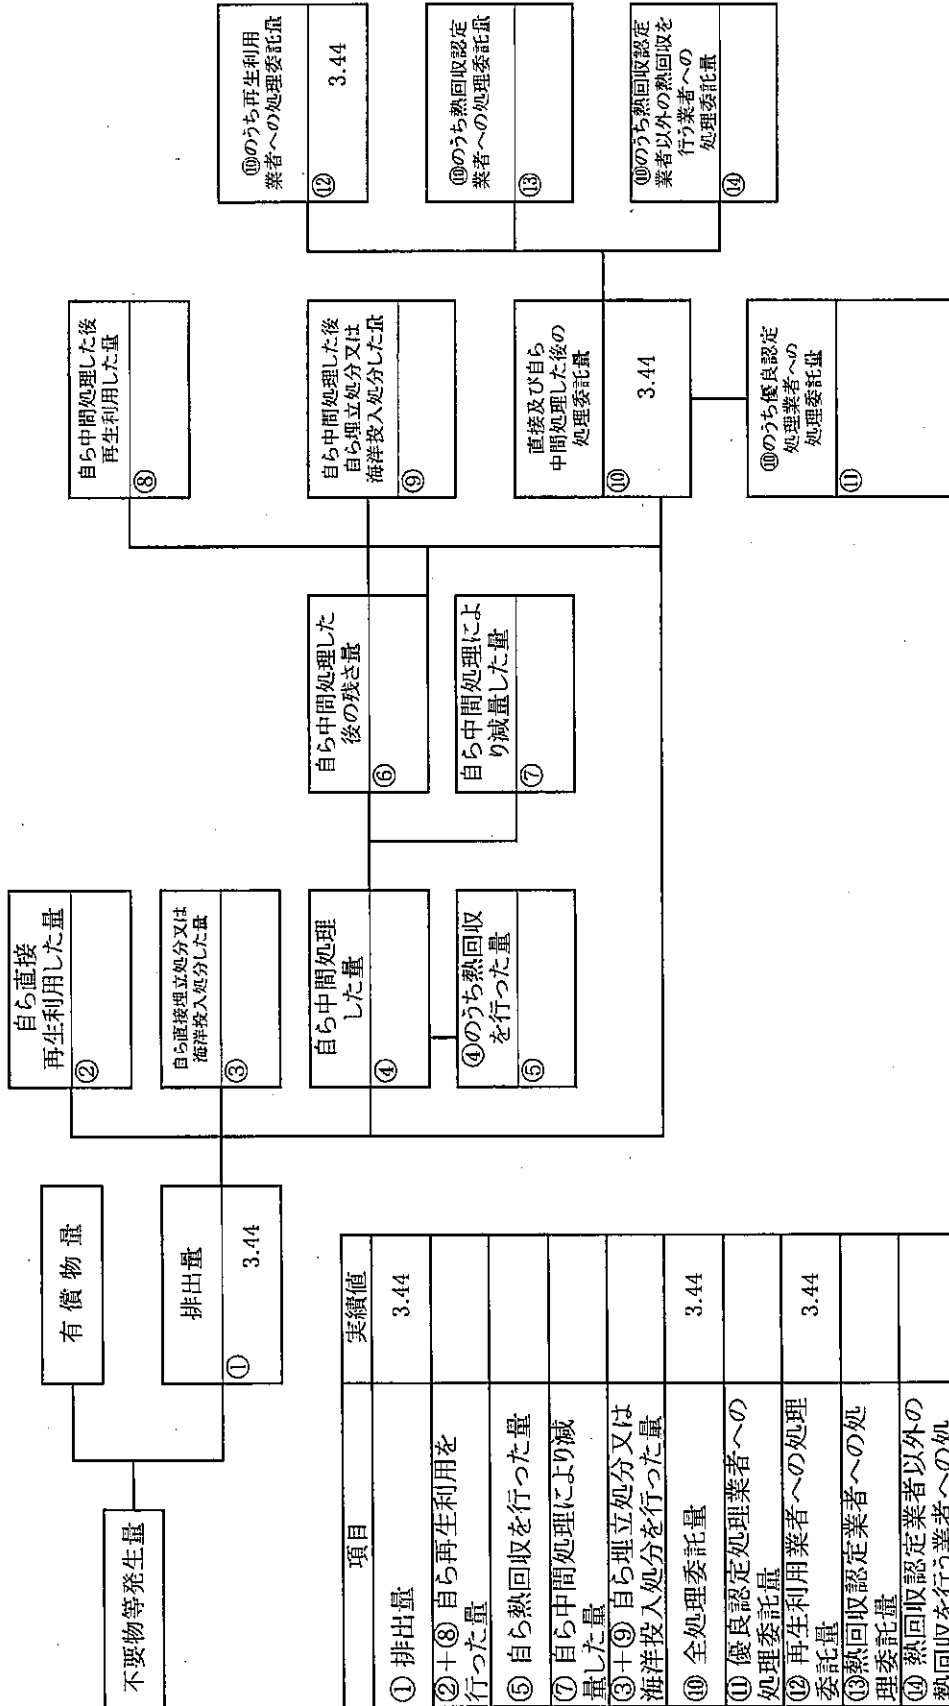 不要物等発生量
有償物量
排出量
①
3.44
自ら直接
再生利用した量
②
自ら直接埋立処分又は
海洋投入処分した量
③
自ら中間処理
した量
④
④のうち熱回収
を行った量
⑤
自ら中間処理した
後の残さ量
⑥
自ら中間処理によ
り減量した量
⑦
自ら中間処理した後
再生利用した量
⑧
自ら中間処理した後
自ら埋立処分又は
海洋投入処分した量
⑨
直接及び自ら
中間処理した後の
処理委託量
⑩
3.44
⑩のうち優良認定
処理業者への
処理委託量
⑪
⑩のうち再生利用
業者への処理委託量
⑫
3.44
⑩のうち熱回収認定
業者への処理委託量
⑬
⑩のうち熱回収認定
業者以外の熱回収を
行う業者への
処理委託量
⑭
項目 実績値
① 排出量 3.44
②+⑧ 自ら再生利用を
行った量
⑤ 自ら熱回収を行った量
⑦ 自ら中間処理により減
量した量
③+⑨ 自ら埋立処分又は
海洋投入処分を行った量
⑩ 全処理委託量 3.44
⑪ 優良認定処理業者への
処理委託量
⑫ 再生利用業者への処理
委託量 3.44
⑬熱回収認定業者への処
理委託量
⑭ 熱回収認定業者以外の
熱回収を行う業者への処